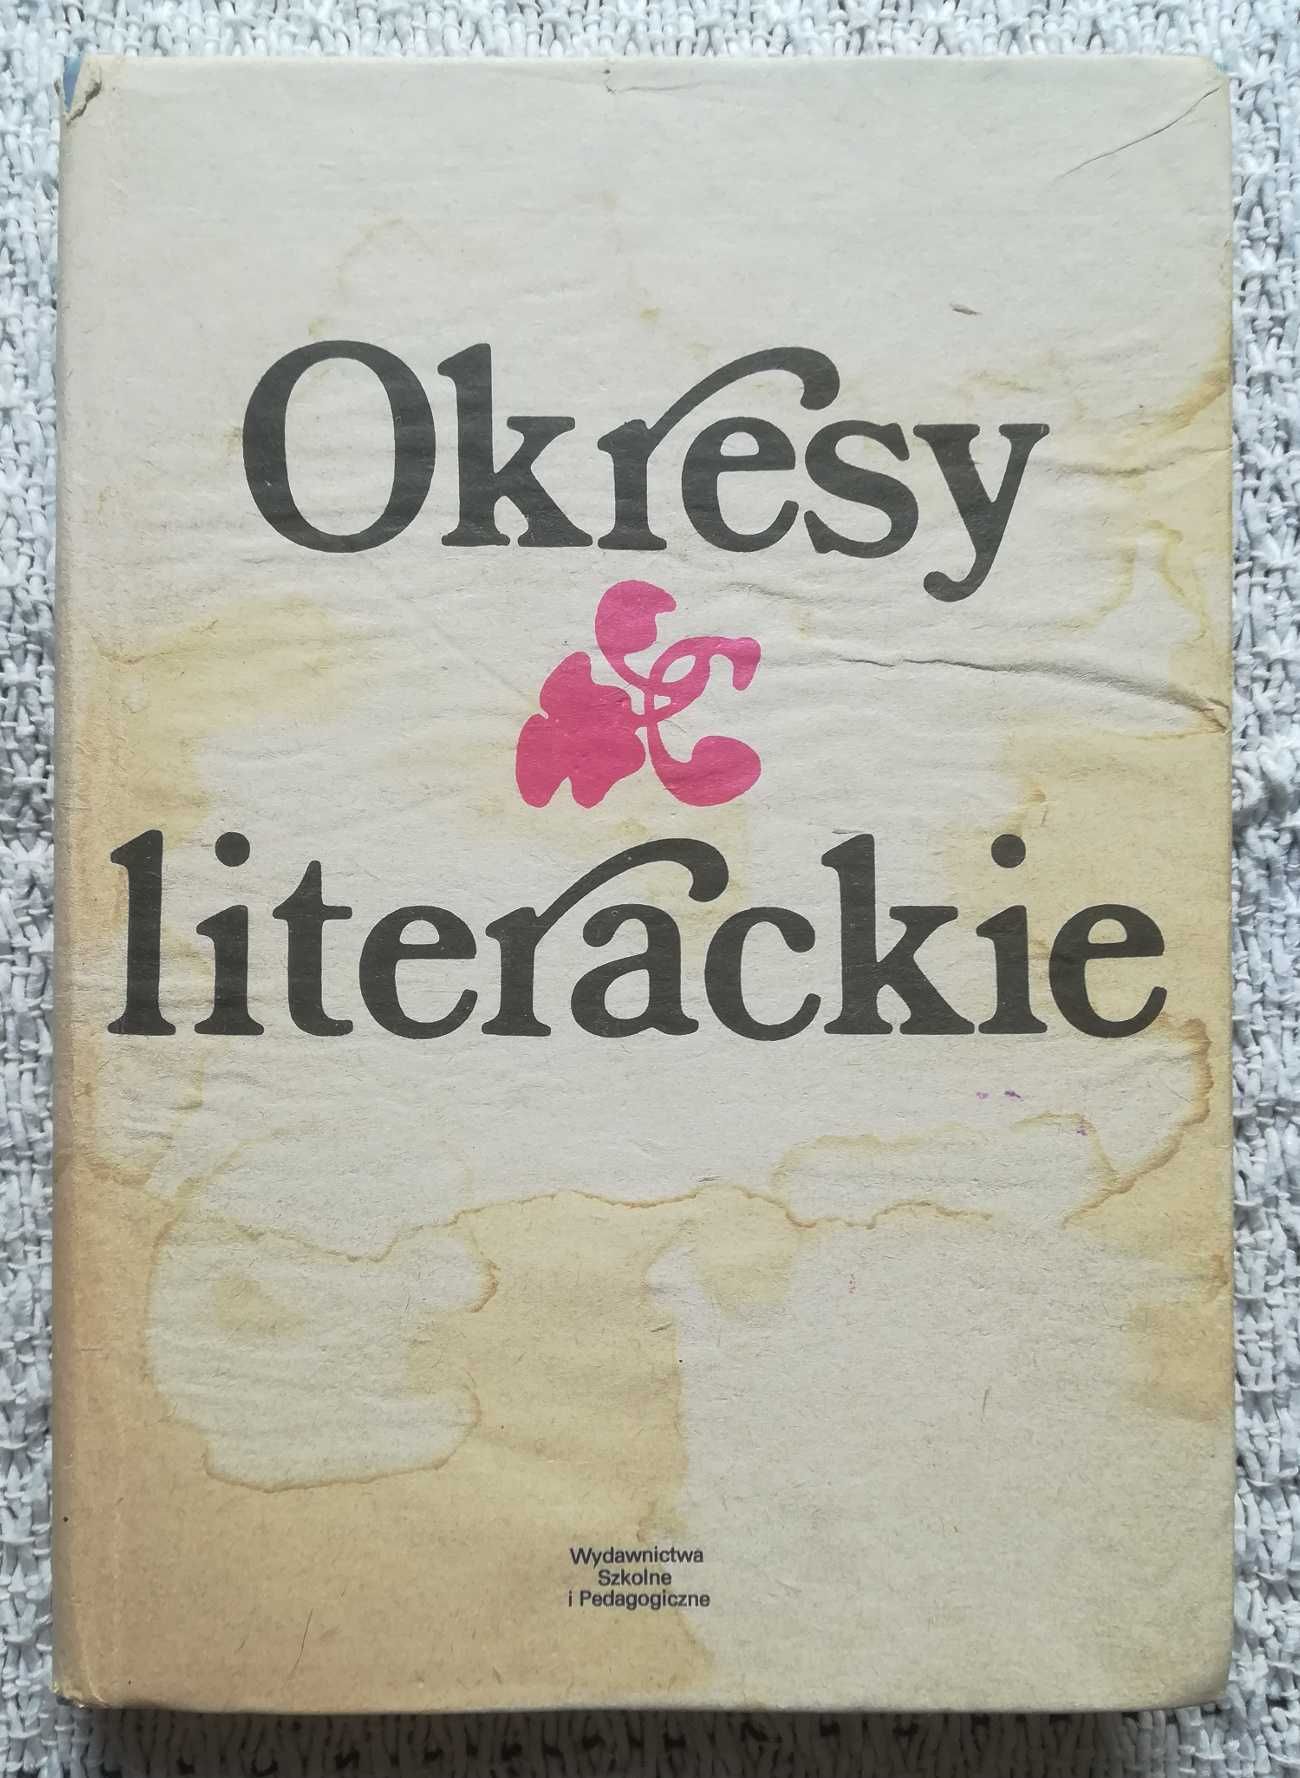 Okresy
literackie
Wydawnictwa
Szkolne
i Pedagogiczne